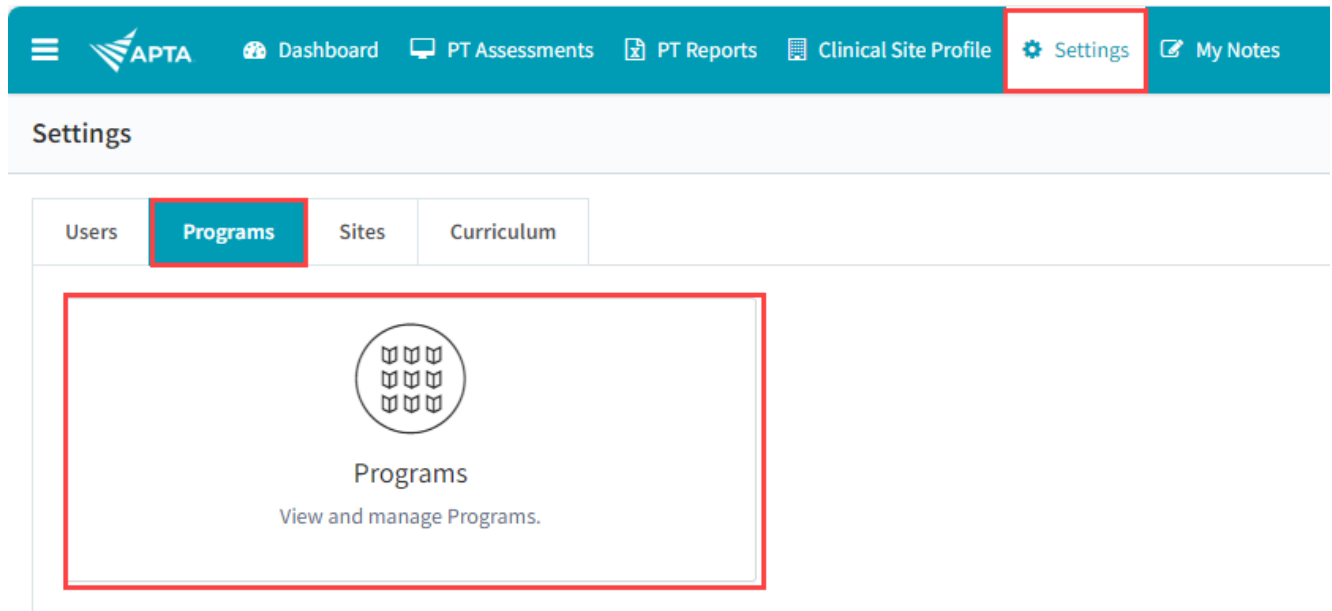 APTA Dashboard PT Assessments PT Reports Clinical Site Profile Settings My Notes
Settings
Users Programs Sites Curriculum
Programs
View and manage Programs.